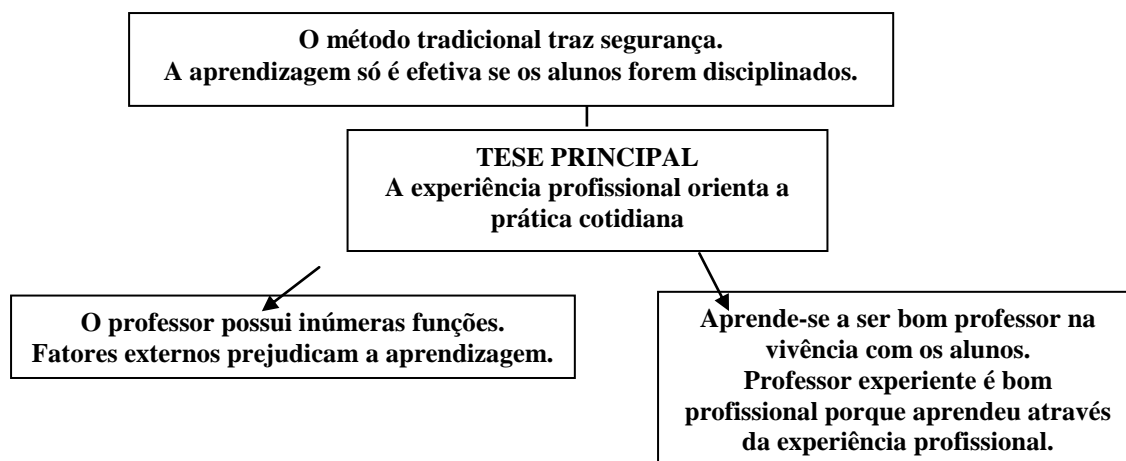 O método tradicional traz segurança.
A aprendizagem só é efetiva se os alunos forem disciplinados.
TESE PRINCIPAL
A experiência profissional orienta a
prática cotidiana
O professor possui inúmeras funções.
Fatores externos prejudicam a aprendizagem.
Aprende-se a ser bom professor na
vivência com os alunos.
Professor experiente é bom
profissional porque aprendeu através
da experiência profissional.